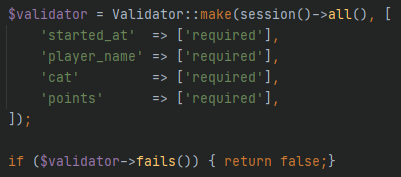 $validator = Validator::make(session()->all(), [
    'started_at'  => ['required'],
    'player_name' => ['required'],
    'cat'         => ['required'],
    'points'      => ['required'],
]);

if ($validator->fails()) { return false;}